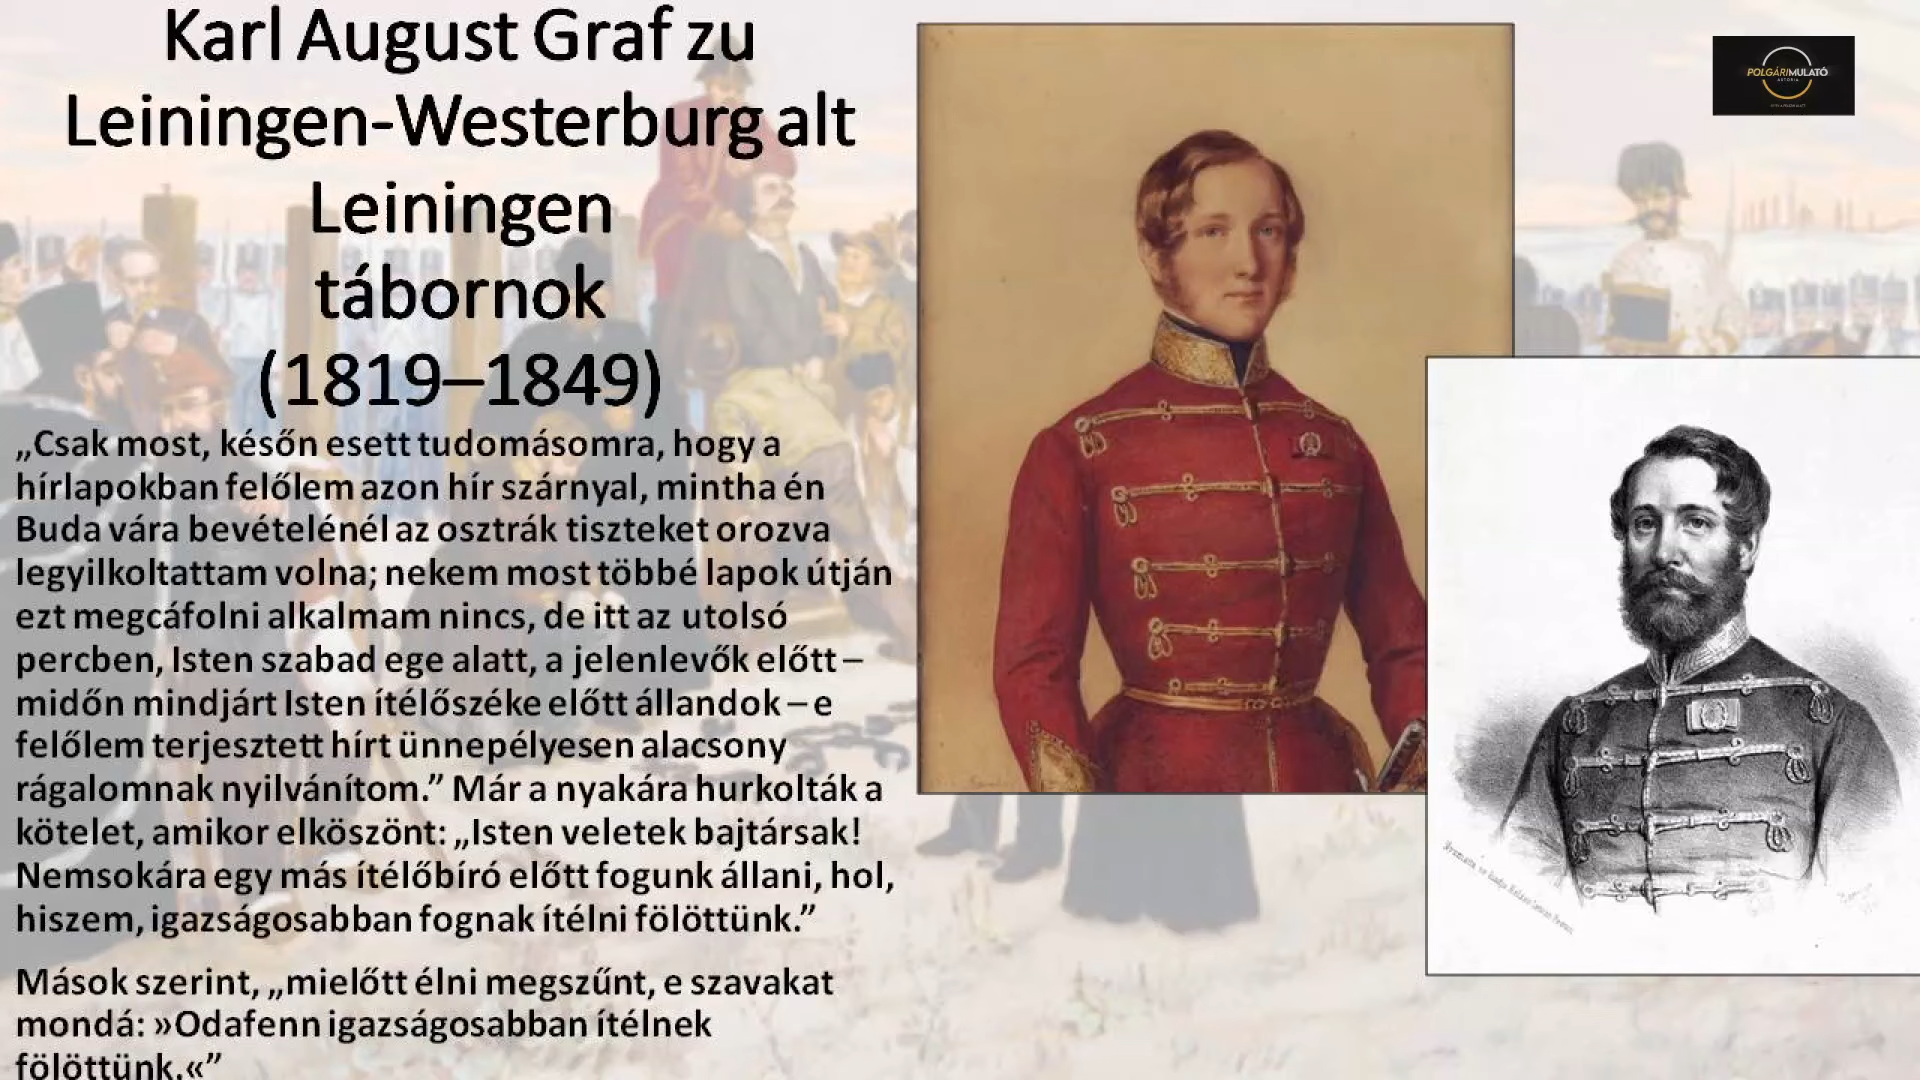 Karl August Graf zu
Leiningen-Westerburg alt
Leiningen
tábornok
(1819–1849)
„Csak most, későn esett tudomásomra, hogy a
hírlapokban felőlem azon hír szárnyal, mintha én
Buda vára bevételénél az osztrák tiszteket orozva
legyilkoltattam volna; nekem most többé lapok útján
ezt megcáfolni alkalmam nincs, de itt az utolsó
percben, Isten szabad ege alatt, a jelenlevők előtt –
midőn mindjárt Isten ítélőszéke előtt állandok – e
felőlem terjesztett hírt ünnepélyesen alacsony
rágalomnak nyilvánítom.” Már a nyakára hurkolták a
kötelet, amikor elköszönt: „Isten veletek bajtársak!
Nemsokára egy más ítélőbíró előtt fogunk állani, hol,
hiszem, igazságosabban fognak ítélni fölöttünk.”
Mások szerint, „mielőtt élni megszűnt, e szavakat
mondá: »Odafenn igazságosabban ítélnek
fölöttünk.«”
POLGÁRIMULATÓ